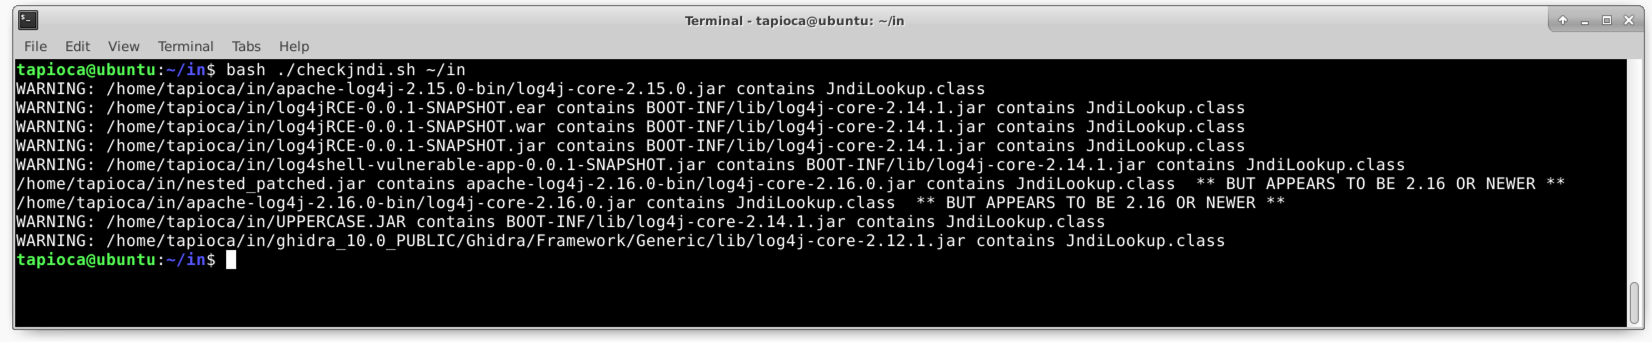 Terminal - tapioca@ubuntu: ~/in
File Edit View Terminal Tabs Help
tapioca@ubuntu:~/in$ bash ./checkjndi.sh ~/in
WARNING: /home/tapioca/in/apache-log4j-2.15.0-bin/log4j-core-2.15.0.jar contains JndiLookup.class
WARNING: /home/tapioca/in/log4jRCE-0.0.1-SNAPSHOT.ear contains BOOT-INF/lib/log4j-core-2.14.1.jar contains JndiLookup.class
WARNING: /home/tapioca/in/log4jRCE-0.0.1-SNAPSHOT.war contains BOOT-INF/lib/log4j-core-2.14.1.jar contains JndiLookup.class
WARNING: /home/tapioca/in/log4jRCE-0.0.1-SNAPSHOT.jar contains BOOT-INF/lib/log4j-core-2.14.1.jar contains JndiLookup.class
WARNING: /home/tapioca/in/log4shell-vulnerable-app-0.0.1-SNAPSHOT.jar contains BOOT-INF/lib/log4j-core-2.14.1.jar contains JndiLookup.class
/home/tapioca/in/nested_patched.jar contains apache-log4j-2.16.0-bin/log4j-core-2.16.0.jar contains JndiLookup.class  ** BUT APPEARS TO BE 2.16 OR NEWER **
/home/tapioca/in/apache-log4j-2.16.0-bin/log4j-core-2.16.0.jar contains JndiLookup.class  ** BUT APPEARS TO BE 2.16 OR NEWER **
WARNING: /home/tapioca/in/UPPERCASE.JAR contains BOOT-INF/lib/log4j-core-2.14.1.jar contains JndiLookup.class
WARNING: /home/tapioca/in/ghidra_10.0_PUBLIC/Ghidra/Framework/Generic/lib/log4j-core-2.12.1.jar contains JndiLookup.class
tapioca@ubuntu:~/in$